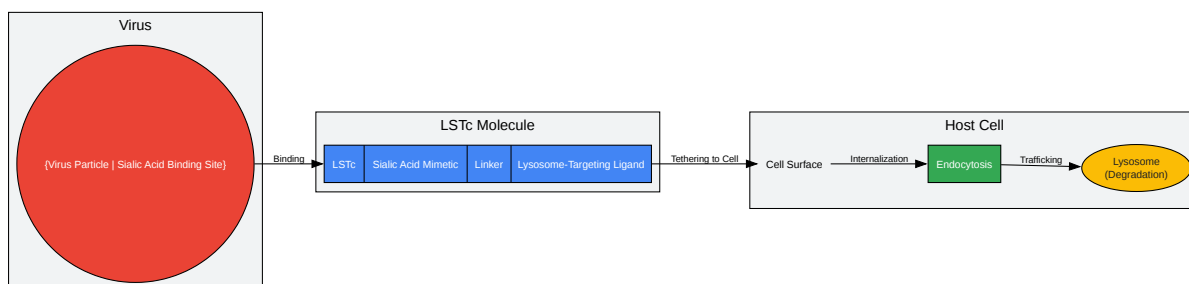 Virus
{Virus Particle | Sialic Acid Binding Site}
Binding
LSTc Molecule
LSTc
Sialic Acid Mimetic
Linker
Lysosome-Targeting Ligand
Tethering to Cell
Host Cell
Cell Surface
Internalization
Endocytosis
Trafficking
Lysosome
(Degradation)